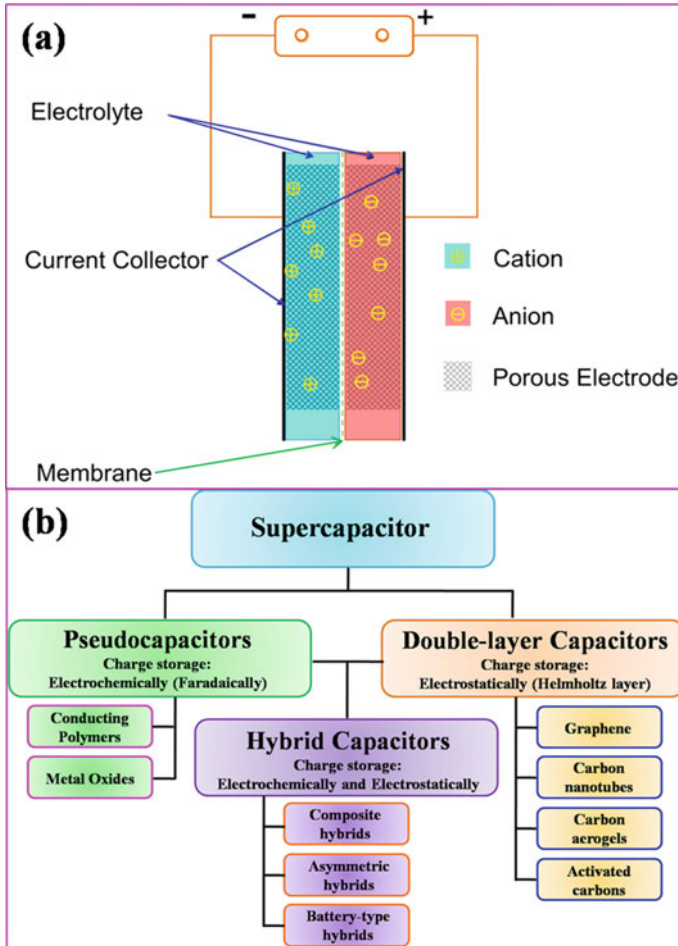 (a)
- +
Electrolyte
Current Collector
Cation
Anion
Porous Electrode
Membrane
(b)
Supercapacitor
Pseudocapacitors
Charge storage:
Electrochemically (Faradaically)
Conducting
Polymers
Metal Oxides
Double-layer Capacitors
Charge storage:
Electrostatically (Helmholtz layer)
Hybrid Capacitors
Charge storage:
Electrochemically and Electrostatically
Composite
hybrids
Asymmetric
hybrids
Battery-type
hybrids
Graphene
Carbon
nanotubes
Carbon
aerogels
Activated
carbons